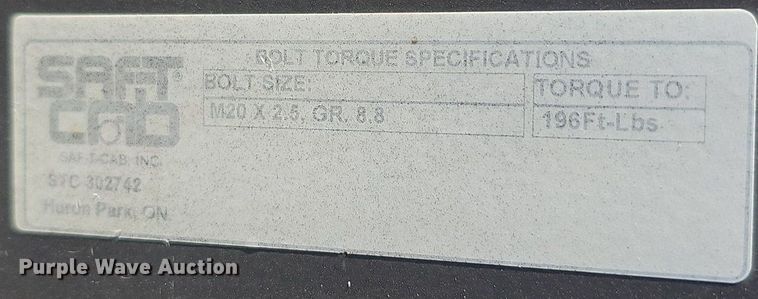 SAF-T CAB
BOLT TORQUE SPECIFICATIONS
BOLT SIZE:
TORQUE TO:
M20 X 2.5, GR. 8.8
196Ft-Lbs
SAF-T-CAB, INC.
STC 302742
Huron Park, ON.
Purple Wave Auction